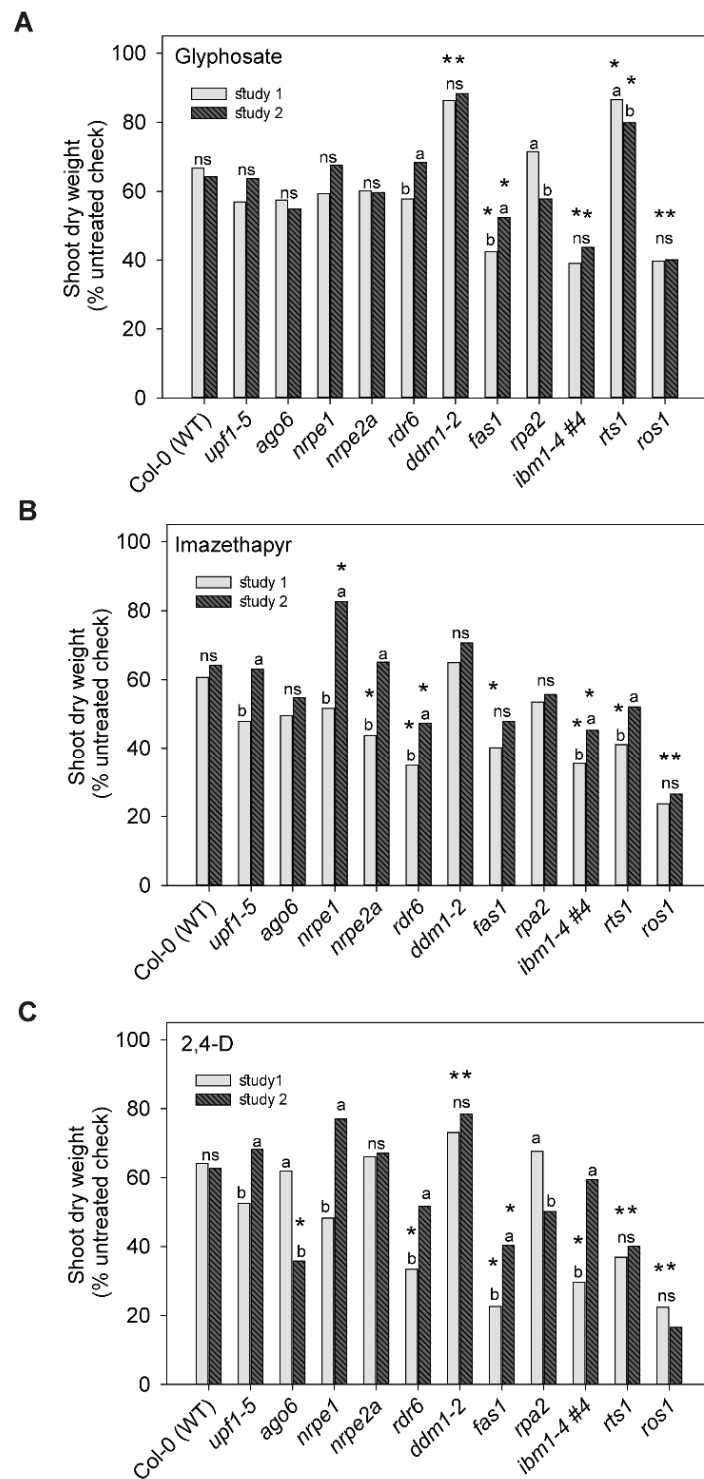 A
Glyphosate
study 1
study 2
Shoot dry weight
(% untreated check)
100
80
60
40
20
0
ns
ns
ns
ns
ns
b
a
**
ns
*
*
b
a
a
b
**
ns
*
*
a
b
**
ns
Col-0 (WT)
upf1-5
ago6
nrpe1
nrpe2a
rdr6
ddm1-2
fas1
rpa2
ibm1-4 #4
rts1
ros1
B
Imazethapyr
study 1
study 2
Shoot dry weight
(% untreated check)
100
80
60
40
20
0
ns
b
a
ns
b
*
a
*
b
a
*
b
*
a
ns
*
ns
ns
*
b
*
a
*
b
a
**
ns
Col-0 (WT)
upf1-5
ago6
nrpe1
nrpe2a
rdr6
ddm1-2
fas1
rpa2
ibm1-4 #4
rts1
ros1
C
2,4-D
study1
study 2
Shoot dry weight
(% untreated check)
100
80
60
40
20
0
ns
b
a
a
*
b
b
a
ns
*
b
a
**
ns
*
b
*
a
a
b
*
b
a
**
ns
**
ns
Col-0 (WT)
upf1-5
ago6
nrpe1
nrpe2a
rdr6
ddm1-2
fas1
rpa2
ibm1-4 #4
rts1
ros1